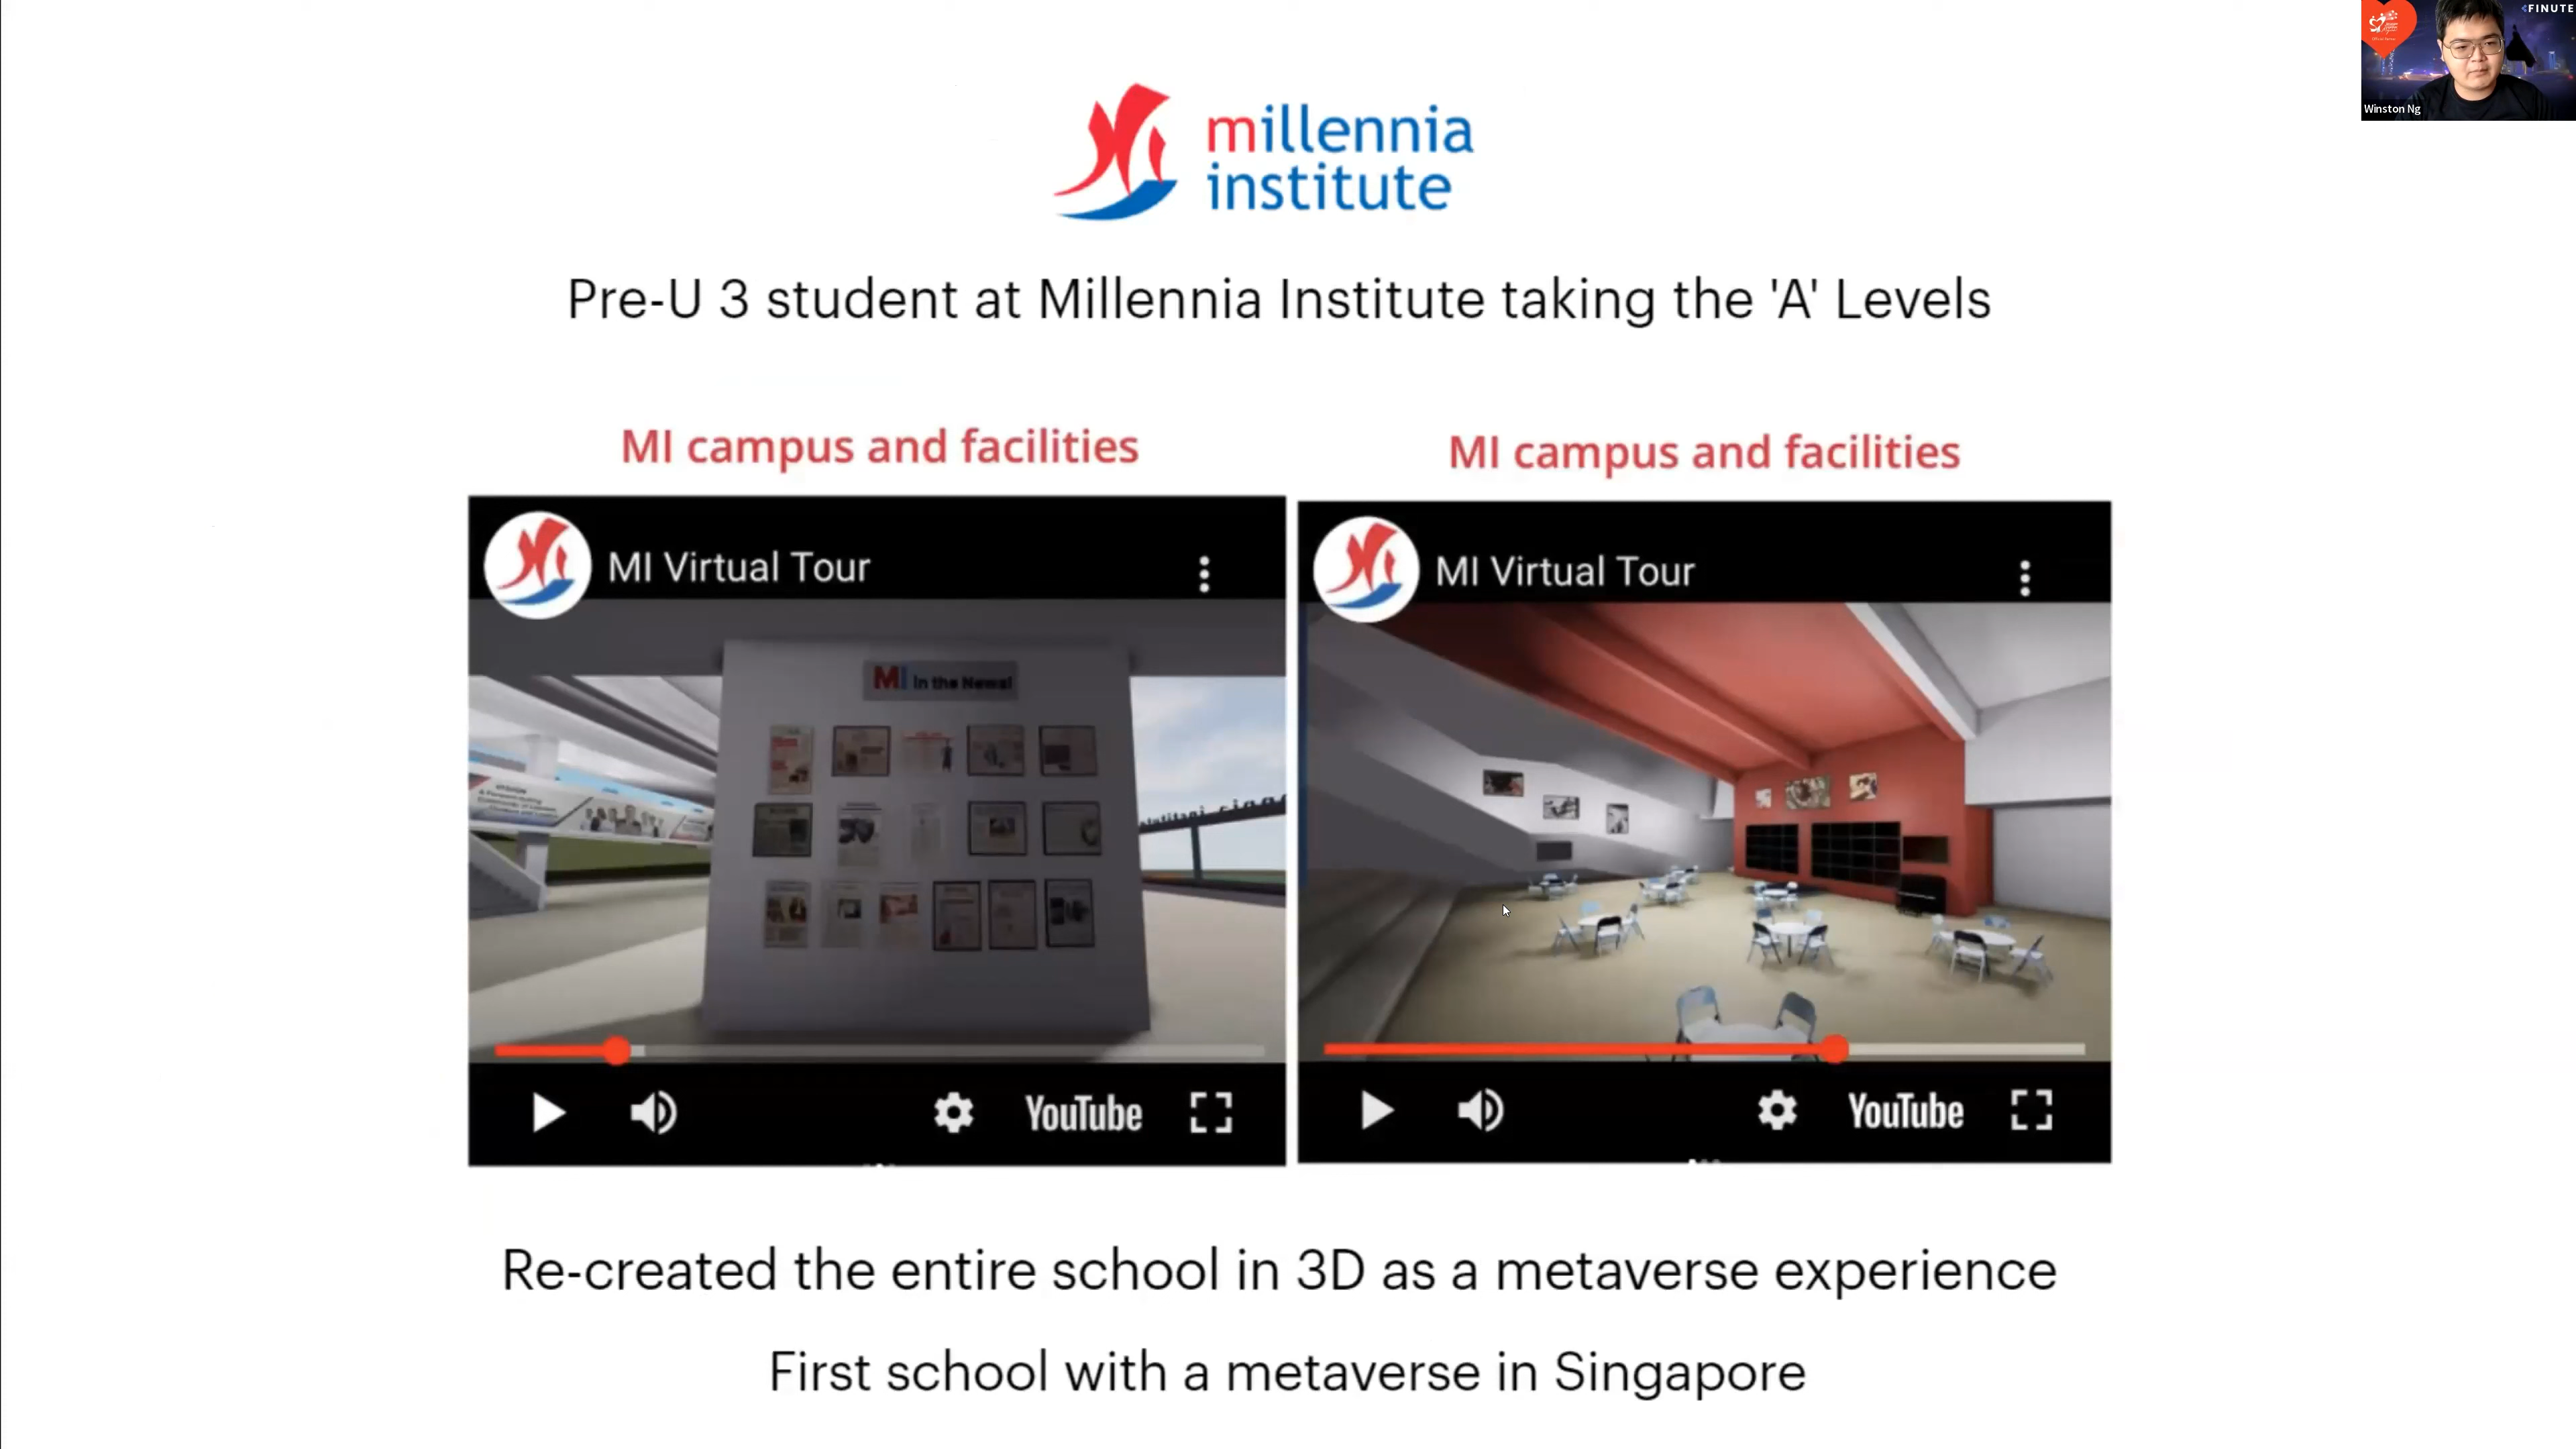 FINUTE
Winston Ng
millennia
institute
Pre-U 3 student at Millennia Institute taking the 'A' Levels
MI campus and facilities
MI campus and facilities
MI Virtual Tour
MI Virtual Tour
MI in the News!
VISION
YouTube
YouTube
Re-created the entire school in 3D as a metaverse experience
First school with a metaverse in Singapore